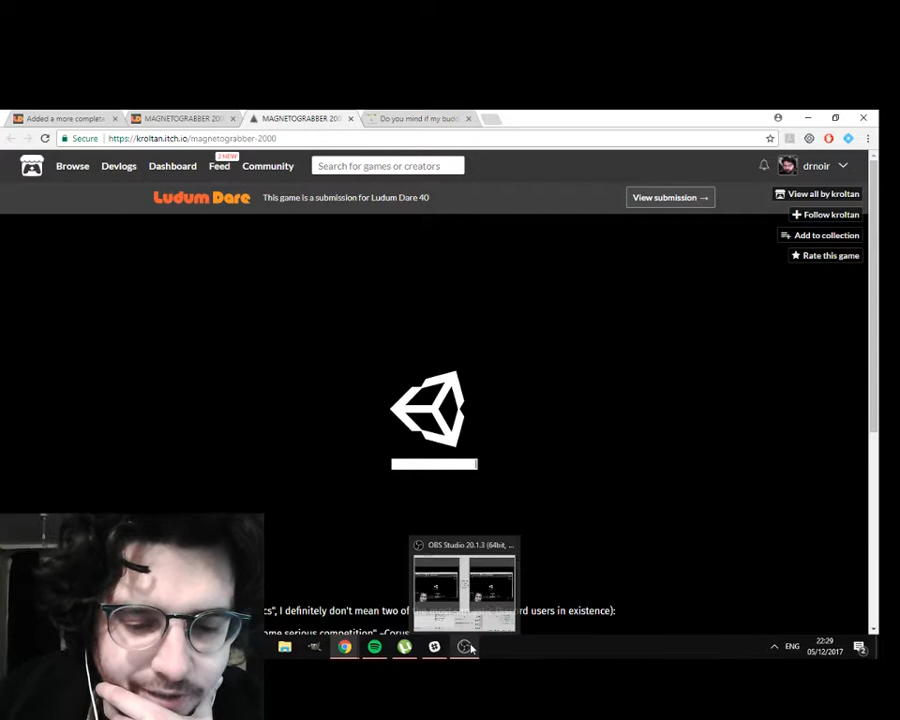 Added a more complet
MAGNETOGRABBER 200
MAGNETOGRABBER 200
Do you mind if my bud
Secure
https://kroltan.itch.io/magnetograbber-2000
Browse
Devlogs
Dashboard
2 NEW
Feed
Community
Search for games or creators
drnoir
LUDUM DARE
This game is a submission for Ludum Dare 40
View submission →
View all by kroltan
Follow kroltan
Add to collection
Rate this game
OBS Studio 20.1.3 (64bit, ...
cs", I definitely don't mean two of users in existence):
ome serious competition" –Corus
ENG
22:29
05/12/2017
2